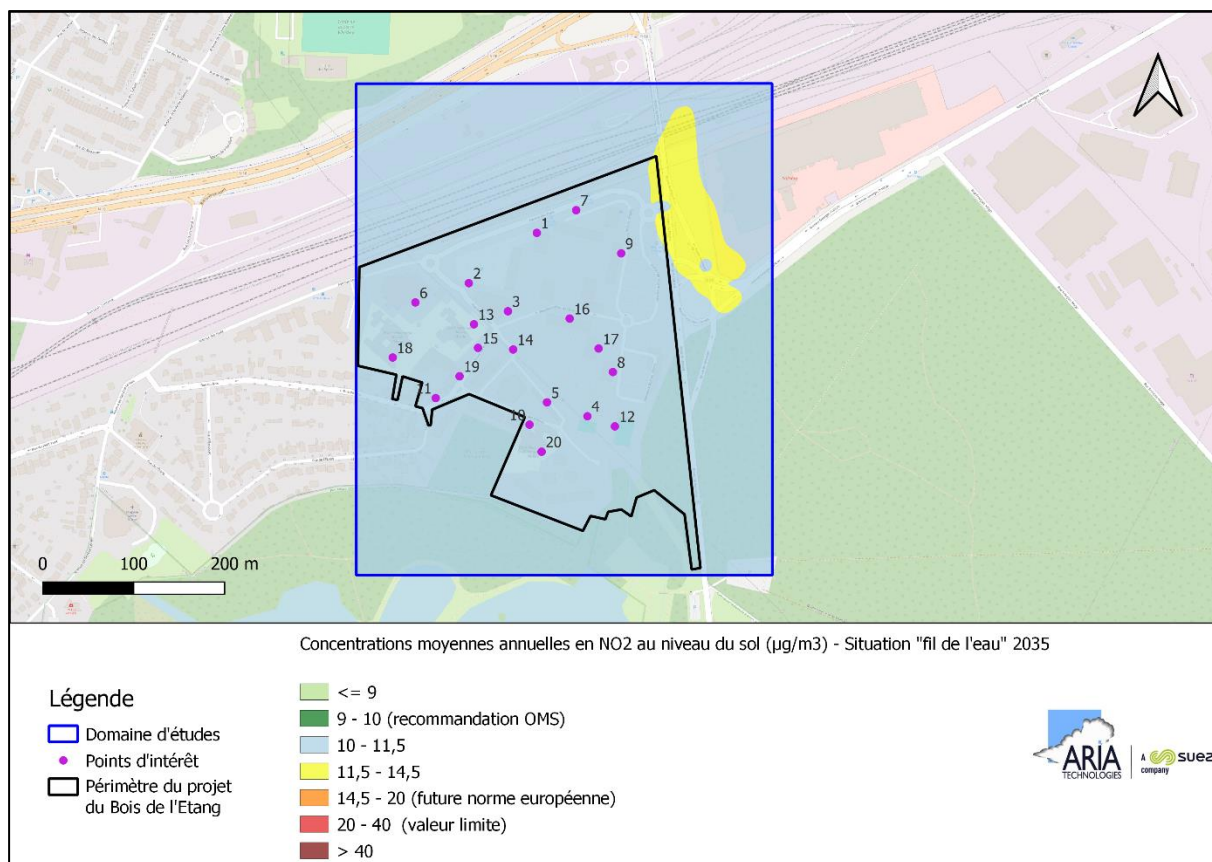 7
1
9
2
6
3
16
13
15
14
17
18
8
19
11
5
4
10
12
20
0 100 200 m
Concentrations moyennes annuelles en NO2 au niveau du sol (µg/m3) - Situation "fil de l'eau" 2035
Légende
Domaine d'études
Points d'intérêt
Périmètre du projet
du Bois de l'Etang
<= 9
9 - 10 (recommandation OMS)
10 - 11,5
11,5 - 14,5
14,5 - 20 (future norme européenne)
20 - 40 (valeur limite)
> 40
ARIA
TECHNOLOGIES
A suez
company